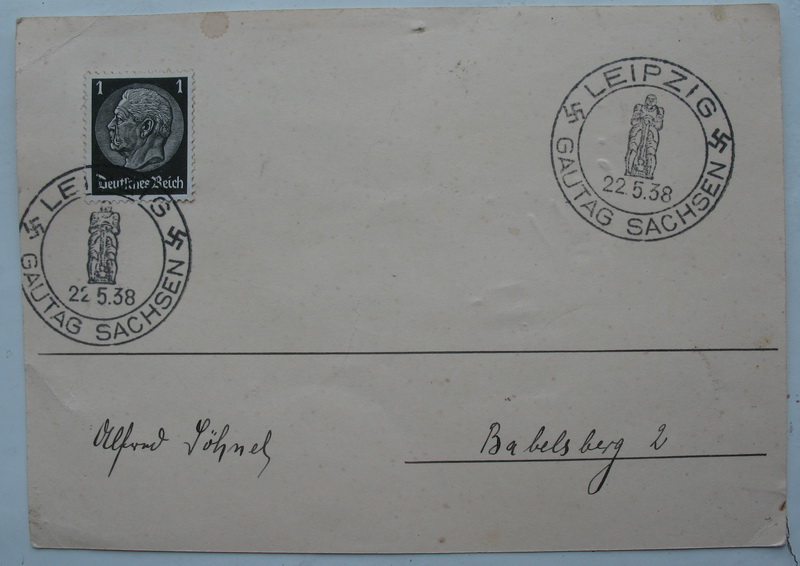 1 1
Deutsches Reich
LEIPZIG
22.5.38
GAUTAG SACHSEN
LEIPZIG
22.5.38
GAUTAG SACHSEN
Alfred Söhnel
Babelsberg 2